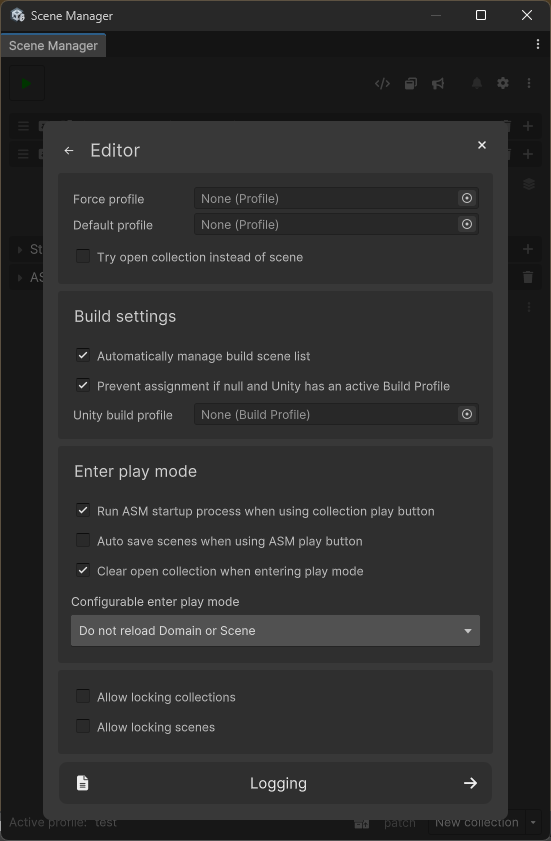 Scene Manager
Scene Manager
Editor
Force profile
None (Profile)
Default profile
None (Profile)
Try open collection instead of scene
St
AS
Build settings
Automatically manage build scene list
Prevent assignment if null and Unity has an active Build Profile
Unity build profile
None (Build Profile)
Enter play mode
Run ASM startup process when using collection play button
Auto save scenes when using ASM play button
Clear open collection when entering play mode
Configurable enter play mode
Do not reload Domain or Scene
Allow locking collections
Allow locking scenes
Logging
Active profile: test
patch
New collection